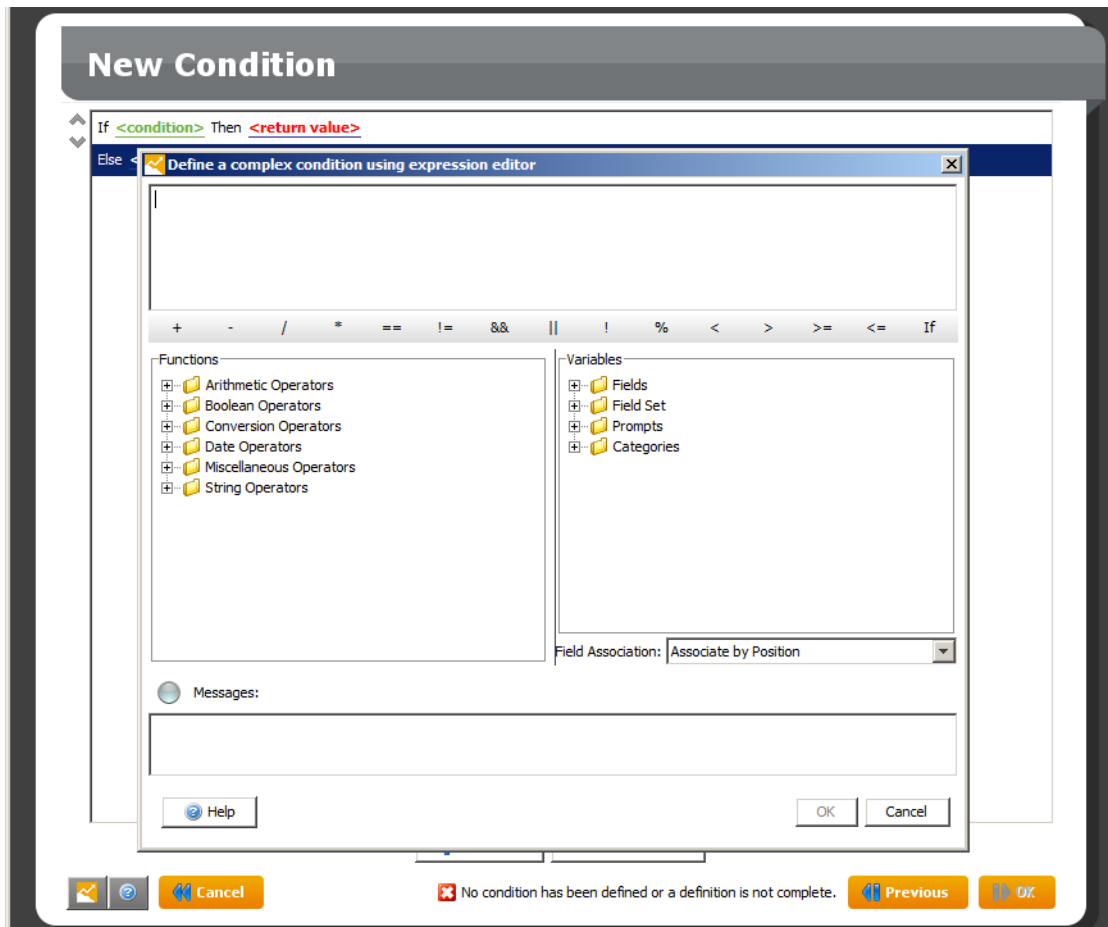 New Condition
If <condition> Then <return value>
Else <
Define a complex condition using expression editor
+ - / * == != && || ! % < > >= <= If
Functions
Arithmetic Operators
Boolean Operators
Conversion Operators
Date Operators
Miscellaneous Operators
String Operators
Variables
Fields
Field Set
Prompts
Categories
Field Association: Associate by Position
Messages:
Help OK Cancel
Cancel No condition has been defined or a definition is not complete. Previous OK